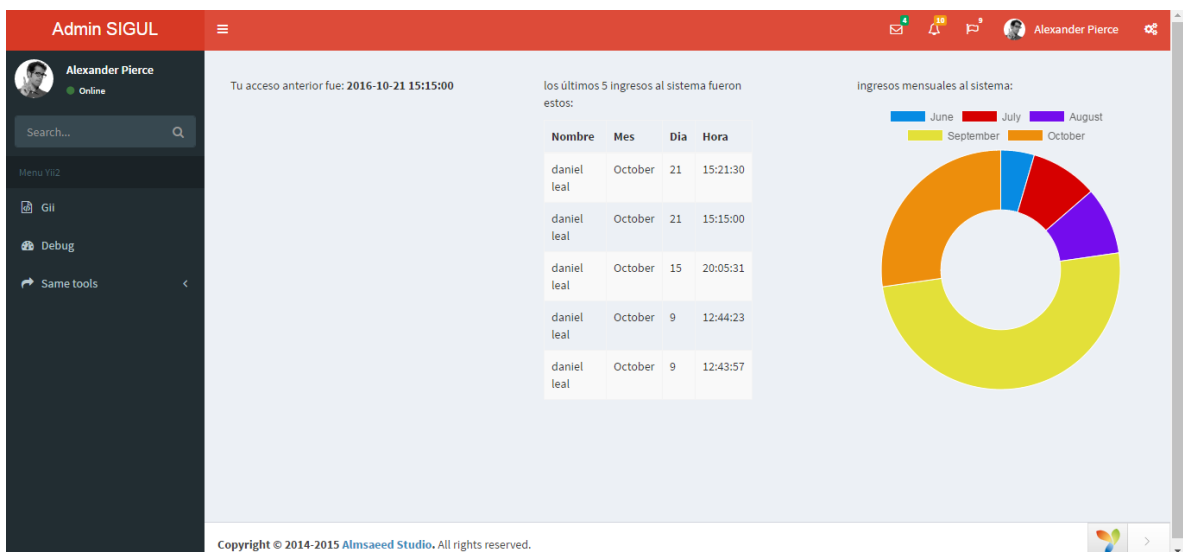 Admin SIGUL
4
10
9
Alexander Pierce
Alexander Pierce
Online
Search...
Menu Yii2
Gii
Debug
Same tools
Tu acceso anterior fue: 2016-10-21 15:15:00
los últimos 5 ingresos al sistema fueron
estos:
Nombre Mes Dia Hora
daniel leal October 21 15:21:30
daniel leal October 21 15:15:00
daniel leal October 15 20:05:31
daniel leal October 9 12:44:23
daniel leal October 9 12:43:57
ingresos mensuales al sistema:
June July August
September October
Copyright © 2014-2015 Almsaeed Studio. All rights reserved.